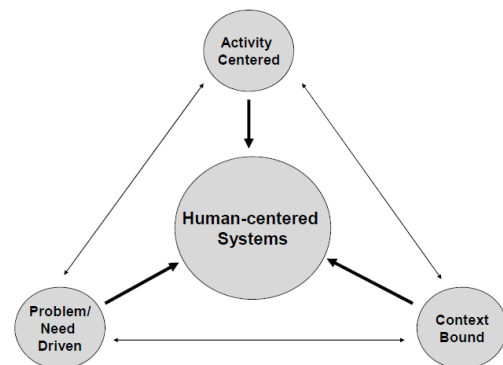 Activity
Centered
Human-centered
Systems
Problem/
Need
Driven
Context
Bound